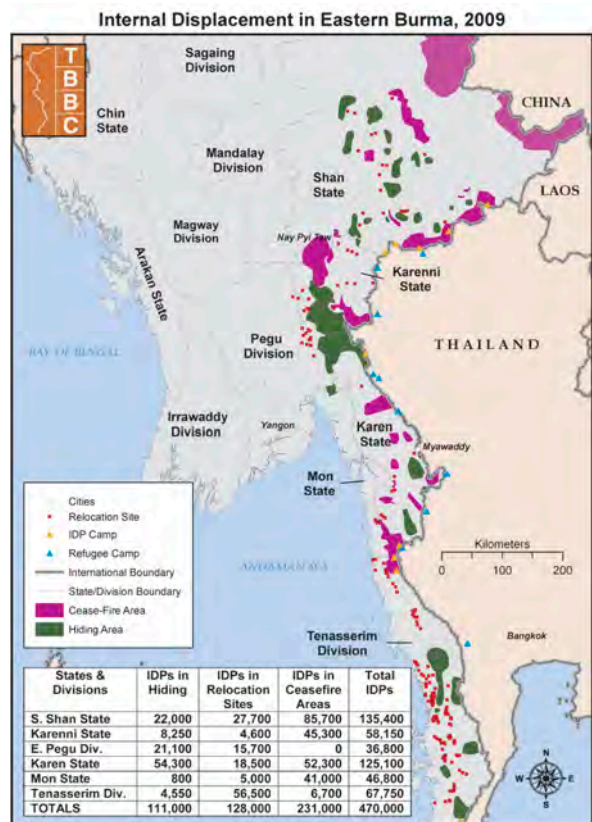 Internal Displacement in Eastern Burma, 2009
T
B
B
C
Sagaing
Division
CHINA
Chin
State
Mandalay
Division
Shan
State
LAOS
Magway
Division
Nay Pyi Taw
Arakan State
Karenni
State
Pegu
Division
THAILAND
BAY OF BENGAL
Irrawaddy
Division
Yangon
Karen
State
Myawaddy
Mon
State
Cities
Relocation Site
IDP Camp
Refugee Camp
International Boundary
State/Division Boundary
Cease-Fire Area
Hiding Area
Kilometers
0 100 200
ANDAMAN SEA
Tenasserim
Division
Bangkok
States & Divisions | IDPs in Hiding | IDPs in Relocation Sites | IDPs in Ceasefire Areas | Total IDPs
S. Shan State 22,000 27,700 85,700 135,400
Karenni State 8,250 4,600 45,300 58,150
E. Pegu Div. 21,100 15,700 0 36,800
Karen State 54,300 18,500 52,300 125,100
Mon State 800 5,000 41,000 46,800
Tenasserim Div. 4,550 56,500 6,700 67,750
TOTALS 111,000 128,000 231,000 470,000
N
W E
S